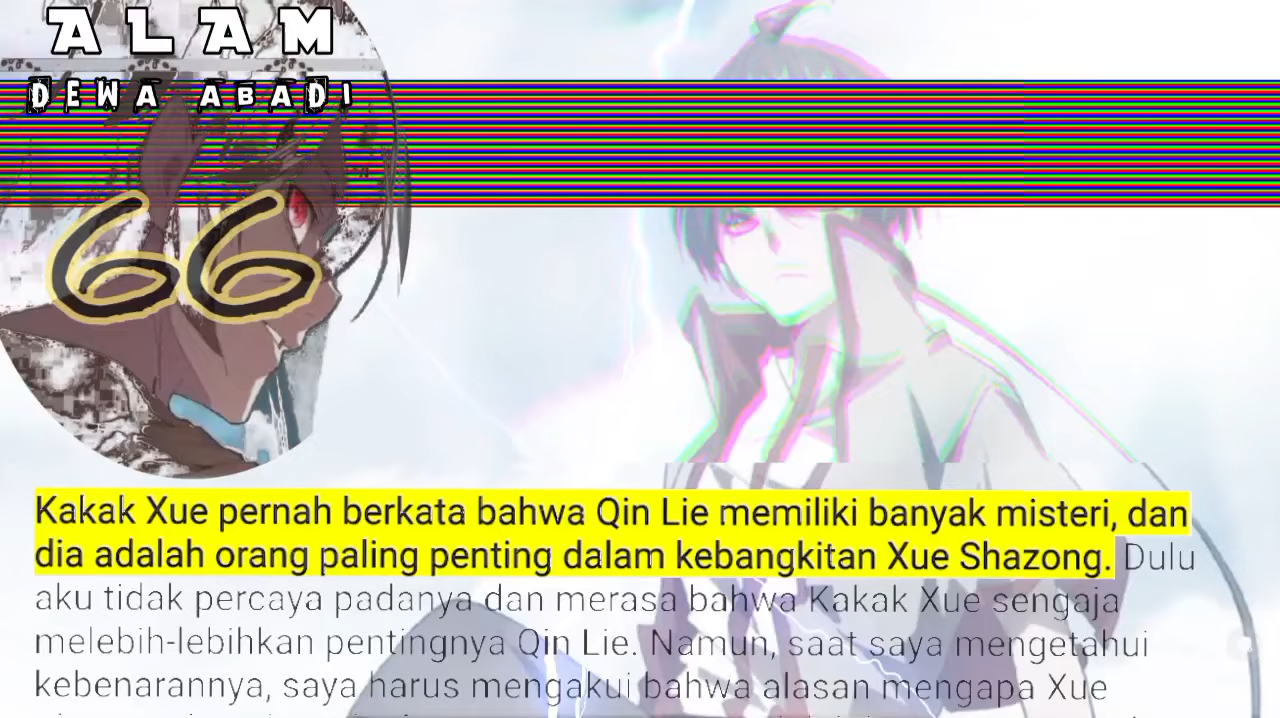 ALAM
DEWA ABADI
66
Kakak Xue pernah berkata bahwa Qin Lie memiliki banyak misteri, dan
dia adalah orang paling penting dalam kebangkitan Xue Shazong. Dulu
aku tidak percaya padanya dan merasa bahwa Kakak Xue sengaja
melebih-lebihkan pentingnya Qin Lie. Namun, saat saya mengetahui
kebenarannya, saya harus mengakui bahwa alasan mengapa Xue